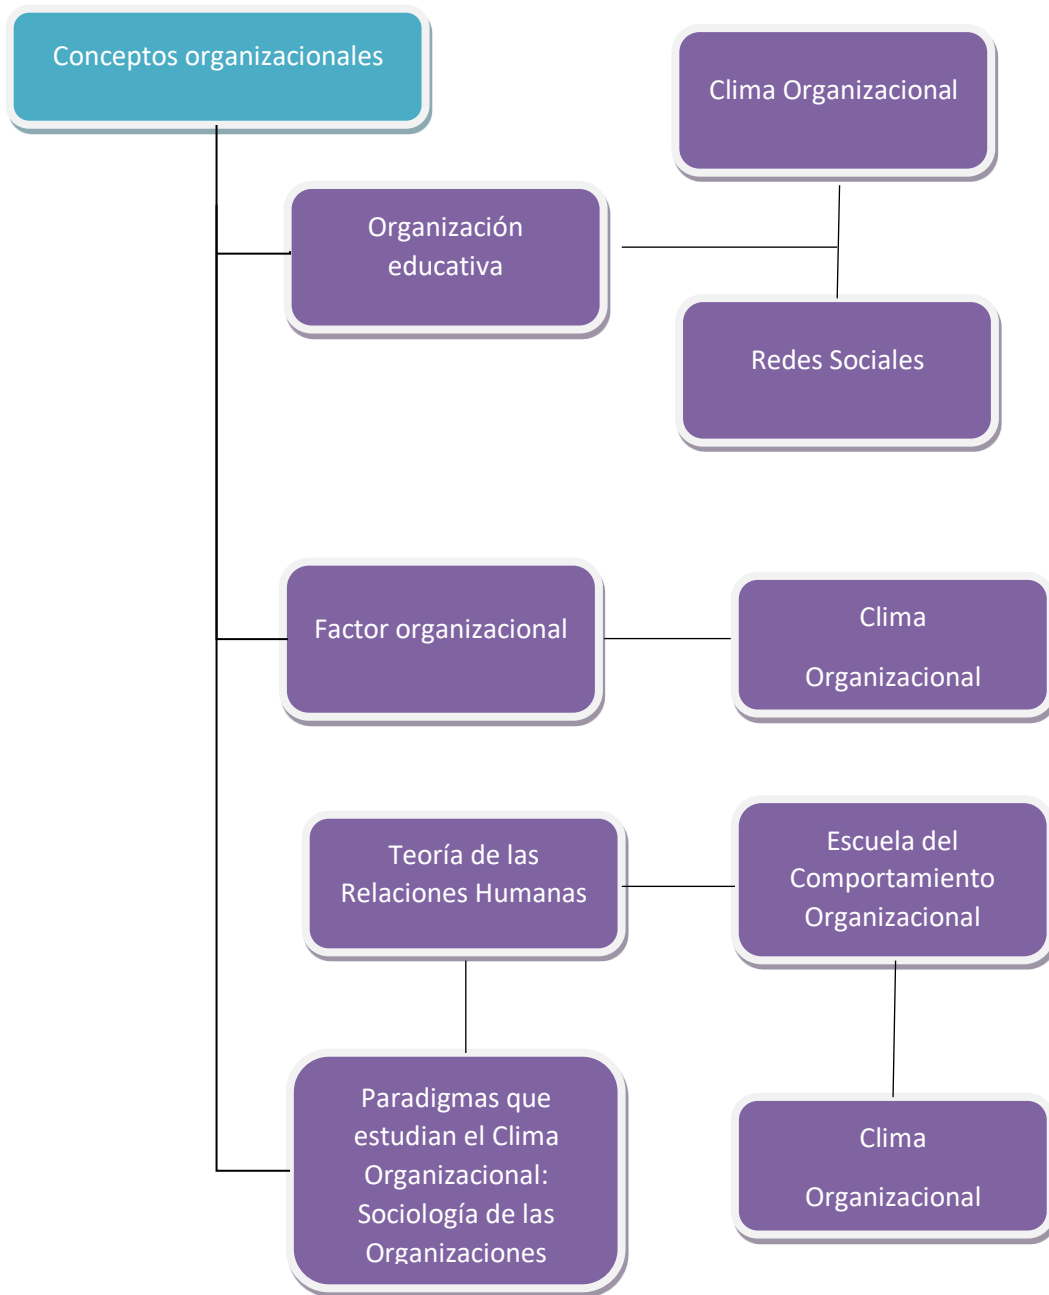 Conceptos organizacionales
Clima Organizacional
Organización
educativa
Redes Sociales
Factor organizacional
Clima
Organizacional
Teoría de las
Relaciones Humanas
Escuela del
Comportamiento
Organizacional
Paradigmas que
estudian el Clima
Organizacional:
Sociología de las
Organizaciones
Clima
Organizacional